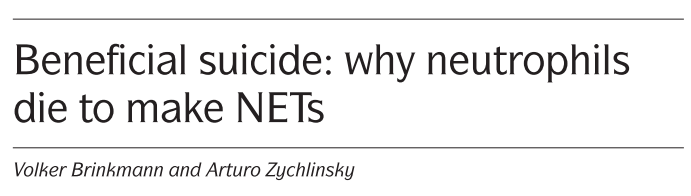 Beneficial suicide: why neutrophils
die to make NETs
Volker Brinkmann and Arturo Zychlinsky